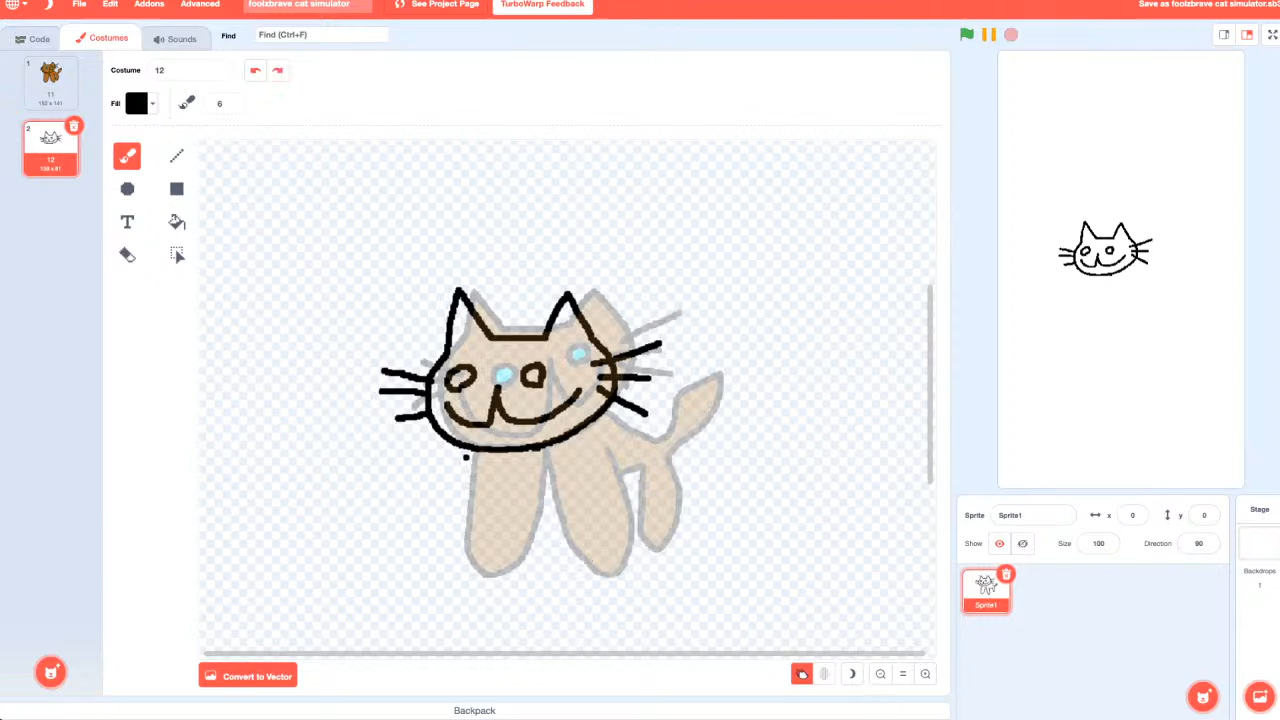 File Edit Addons Advanced foolzbrave cat simulator See Project Page TurboWarp Feedback Save as foolzbrave cat simulator.sb3
Code Costumes Sounds Find Find (Ctrl+F)
1
11
152 x 141
2
12
138 x 81
Costume 12
Fill 6
T
Convert to Vector
Backpack
Sprite Sprite1 x 0 y 0
Show Size 100 Direction 90
Sprite1
Stage
Backdrops
1